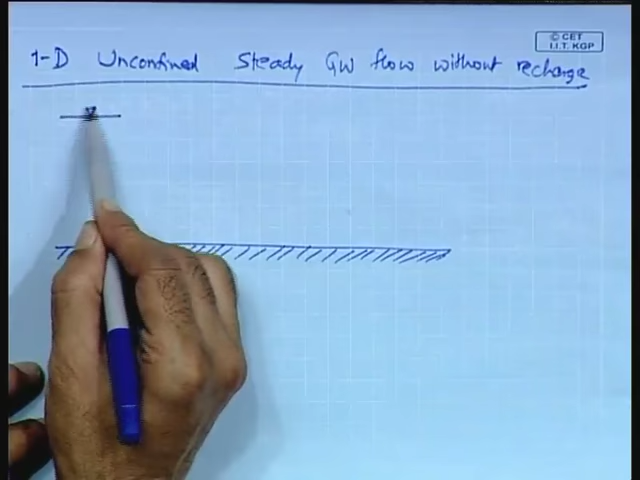 © CET
I.I.T. KGP
1-D Unconfined Steady GW flow without recharge